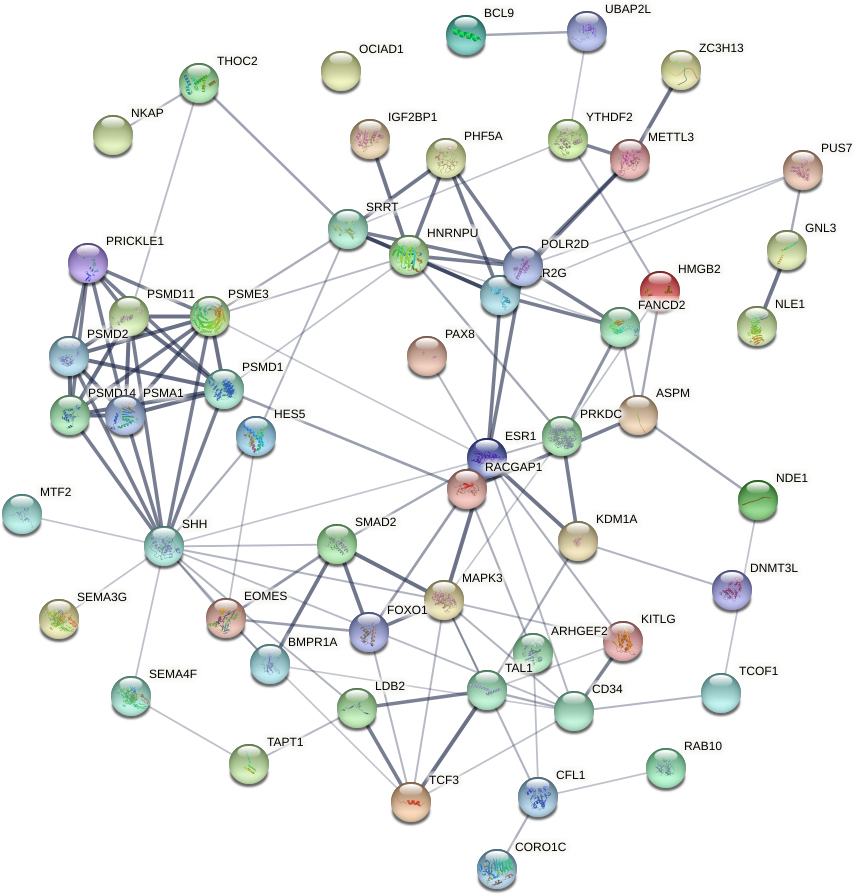 BCL9
UBAP2L
OCIAD1
ZC3H13
THOC2
NKAP
IGF2BP1
PHF5A
YTHDF2
METTL3
PUS7
SRRT
HNRNPU
POLR2D
R2G
GNL3
PRICKLE1
HMGB2
FANCD2
PSMD11
PSME3
NLE1
PSMD2
PAX8
PSMD1
PSMD14
PSMA1
ASPM
HES5
PRKDC
ESR1
RACGAP1
NDE1
MTF2
SHH
KDM1A
SMAD2
DNMT3L
MAPK3
SEMA3G
EOMES
FOXO1
KITLG
ARHGEF2
BMPR1A
TAL1
TCOF1
SEMA4F
LDB2
CD34
TAPT1
RAB10
TCF3
CFL1
CORO1C